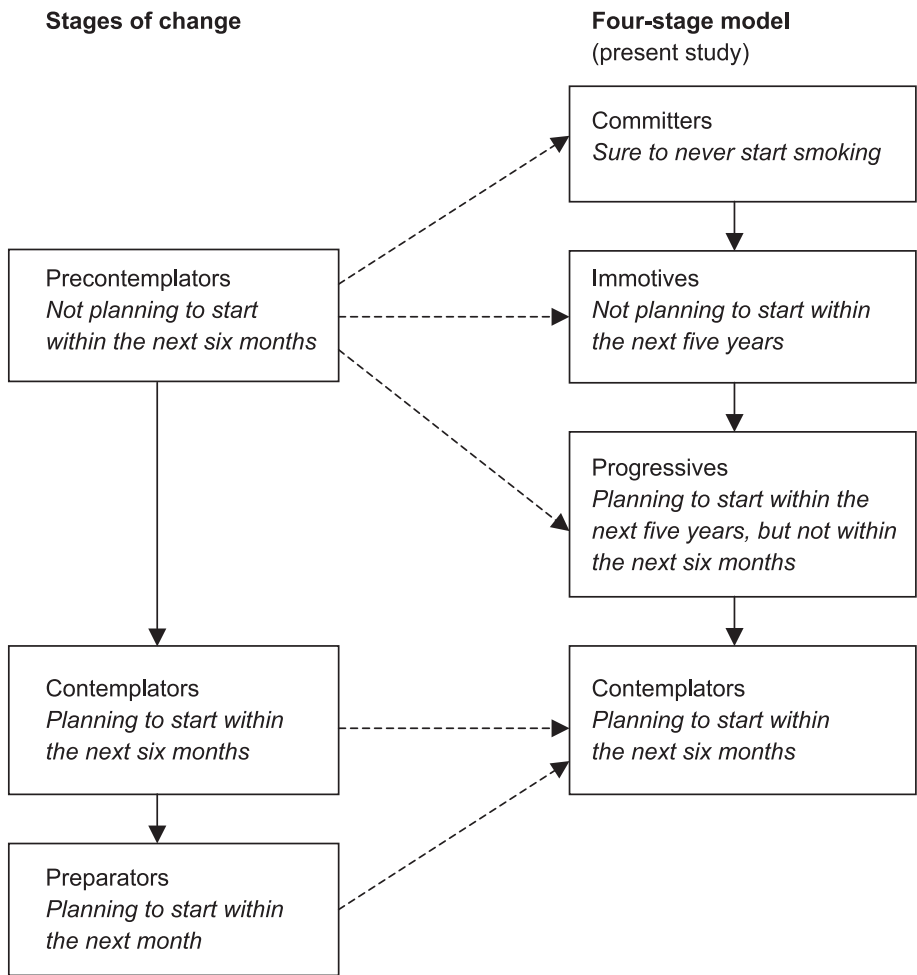 Stages of change
Four-stage model
(present study)
Committers
Sure to never start smoking
Precontemplators
Not planning to start
within the next six months
Immotives
Not planning to start within
the next five years
Progressives
Planning to start within the
next five years, but not within
the next six months
Contemplators
Planning to start within
the next six months
Contemplators
Planning to start within
the next six months
Preparators
Planning to start within
the next month